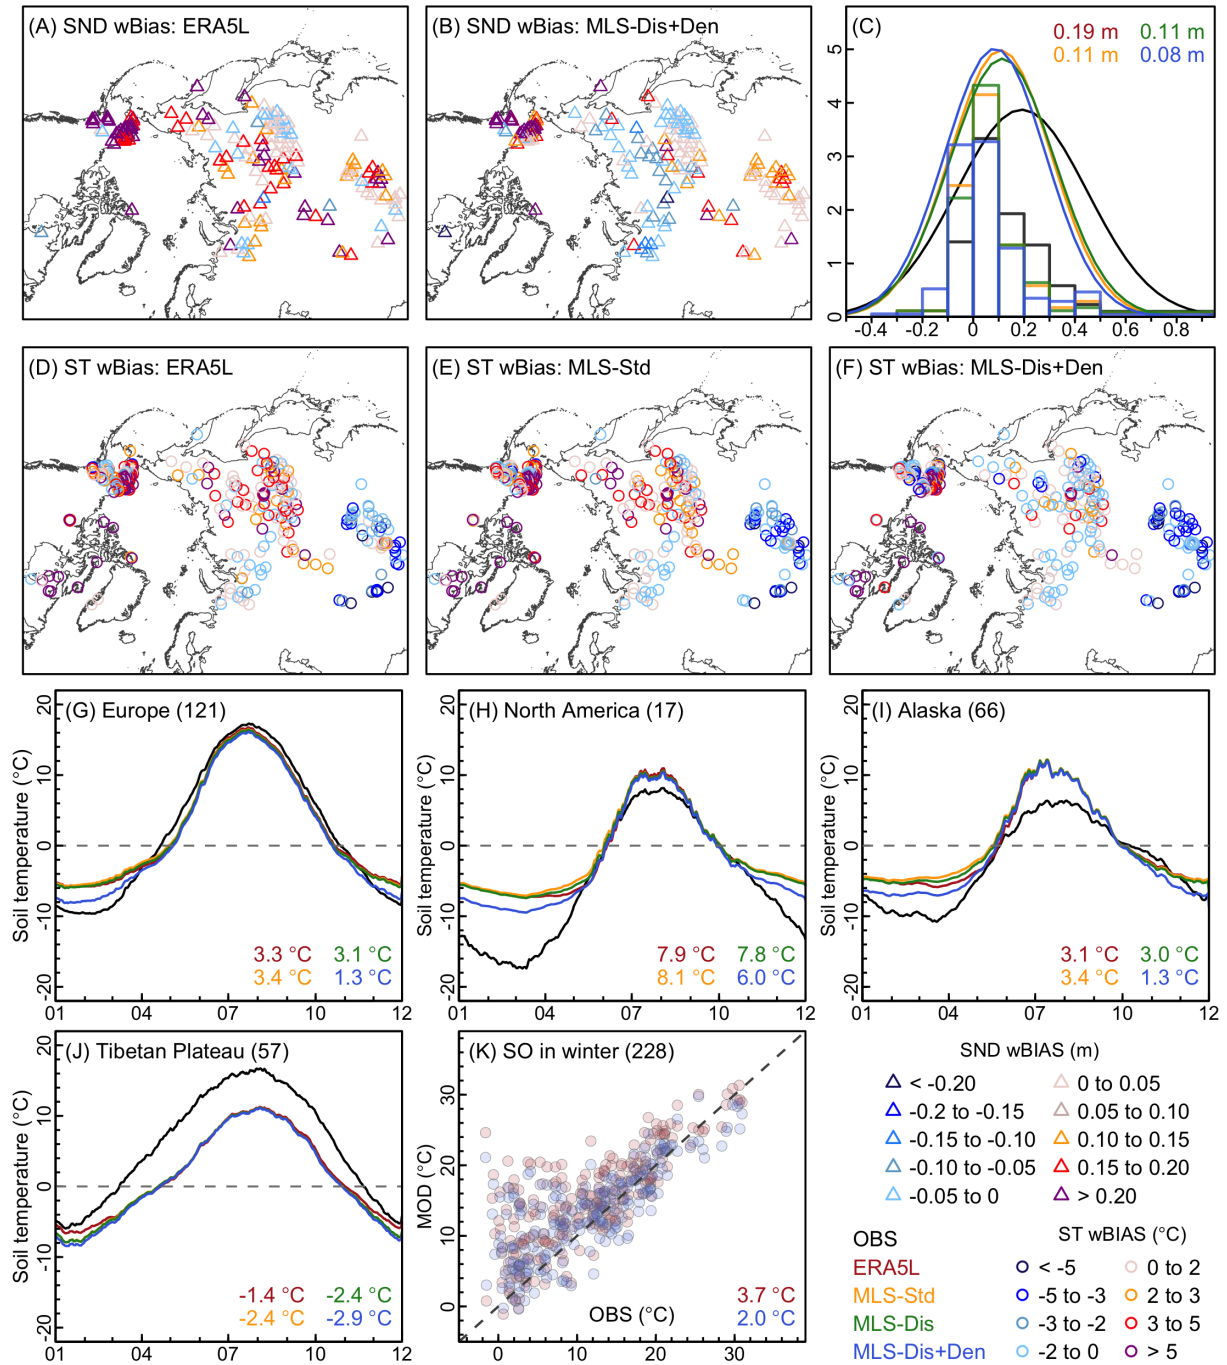 (A) SND wBias: ERA5L
(B) SND wBias: MLS-Dis+Den
(C)
0.19 m 0.11 m
0.11 m 0.08 m
5
4
3
2
1
0
-0.4 -0.2 0 0.2 0.4 0.6 0.8
(D) ST wBias: ERA5L
(E) ST wBias: MLS-Std
(F) ST wBias: MLS-Dis+Den
(G) Europe (121)
Soil temperature (°C)
20
10
0
-10
-20
3.3 °C 3.1 °C
3.4 °C 1.3 °C
01 04 07 10 12
(H) North America (17)
Soil temperature (°C)
20
10
0
-10
-20
7.9 °C 7.8 °C
8.1 °C 6.0 °C
01 04 07 10 12
(I) Alaska (66)
Soil temperature (°C)
20
10
0
-10
-20
3.1 °C 3.0 °C
3.4 °C 1.3 °C
01 04 07 10 12
(J) Tibetan Plateau (57)
Soil temperature (°C)
20
10
0
-10
-20
-1.4 °C -2.4 °C
-2.4 °C -2.9 °C
01 04 07 10 12
(K) SO in winter (228)
MOD (°C)
30
20
10
0
3.7 °C
OBS (°C) 2.0 °C
0 10 20 30
SND wBIAS (m)
< -0.20 0 to 0.05
-0.2 to -0.15 0.05 to 0.10
-0.15 to -0.10 0.10 to 0.15
-0.10 to -0.05 0.15 to 0.20
-0.05 to 0 > 0.20
OBS ST wBIAS (°C)
ERA5L < -5 0 to 2
MLS-Std -5 to -3 2 to 3
MLS-Dis -3 to -2 3 to 5
MLS-Dis+Den -2 to 0 > 5